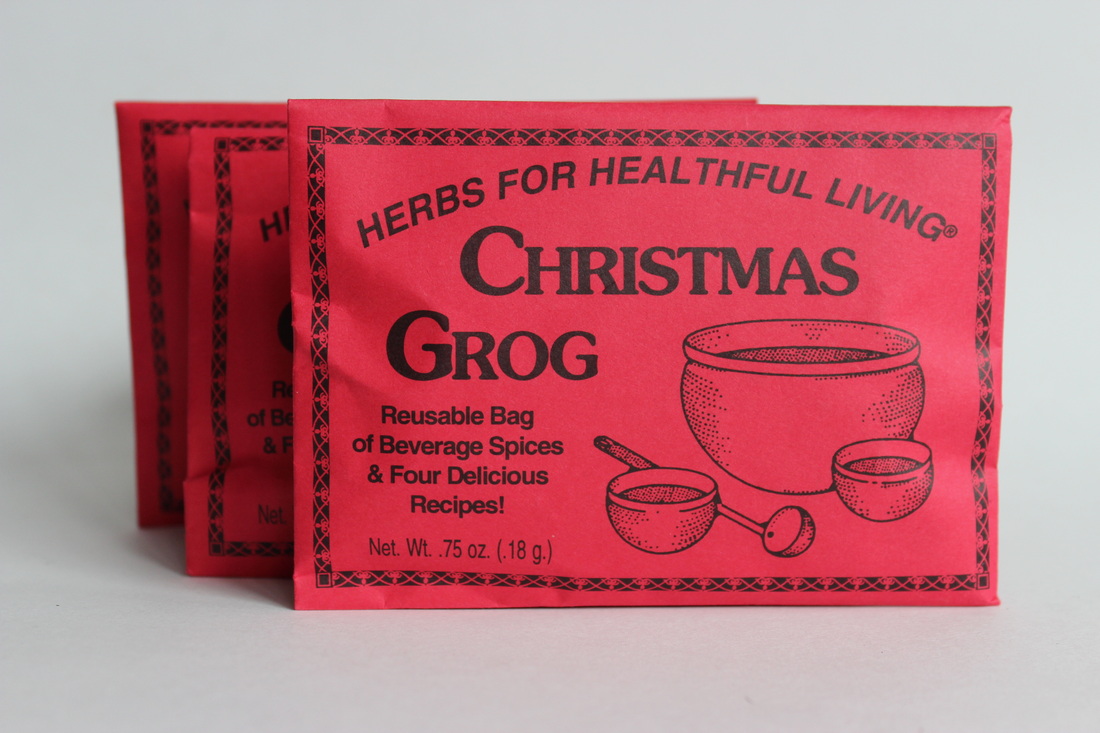 HERBS FOR HEALTHFUL LIVING®
CHRISTMAS
GROG
Reusable Bag
of Beverage Spices
& Four Delicious
Recipes!
Net. Wt. .75 oz. (.18 g.)